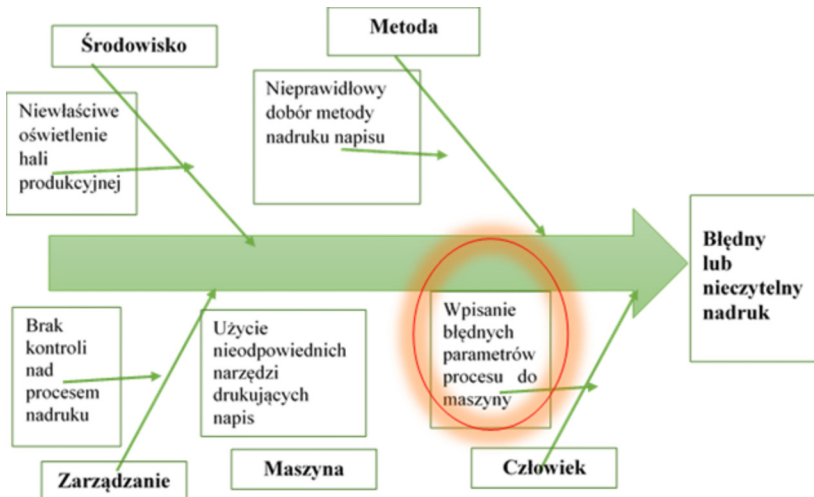 Środowisko
Metoda
Niewłaściwe
oświetlenie
hali
produkcyjnej
Nieprawidłowy
dobór metody
nadruku napisu
Błędny
lub
nieczytelny
nadruk
Brak
kontroli
nad
procesem
nadruku
Użycie
nieodpowiednich
narzędzi
drukujących
napis
Wpisanie
błędnych
parametrów
procesu do
maszyny
Zarządzanie
Maszyna
Człowiek